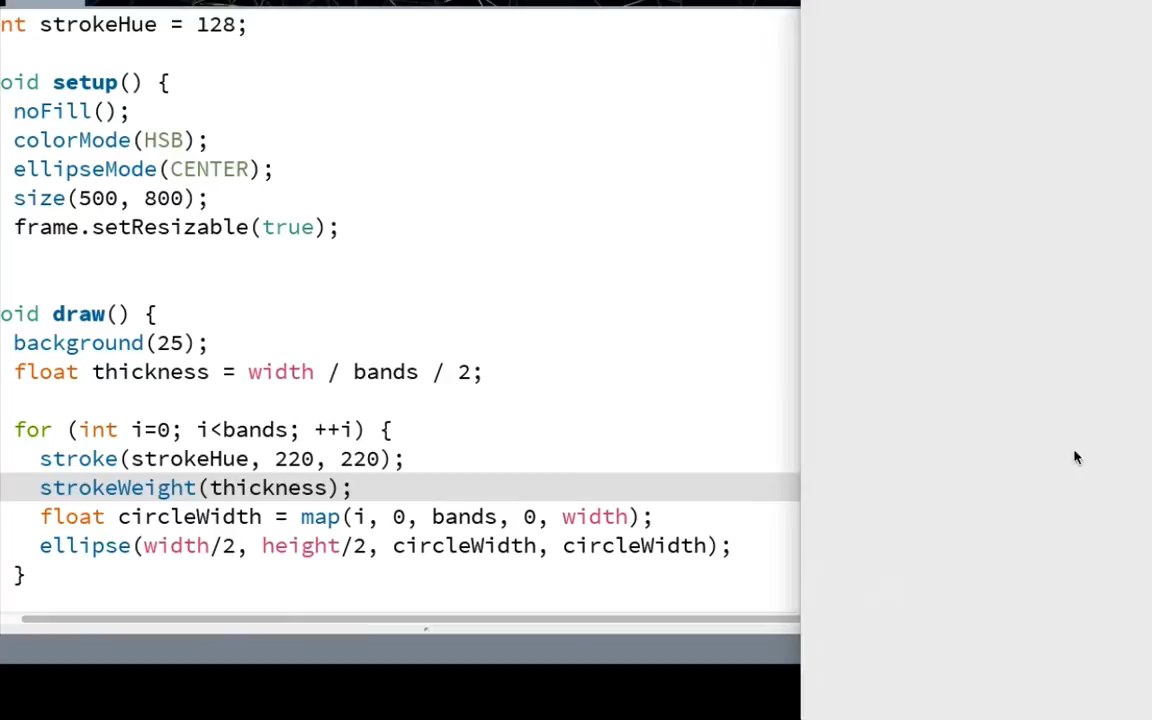 nt strokeHue = 128;
oid setup() {
noFill();
colorMode(HSB);
ellipseMode(CENTER);
size(500, 800);
frame.setResizable(true);
oid draw() {
background(25);
float thickness = width / bands / 2;
for (int i=0; i<bands; ++i) {
stroke(strokeHue, 220, 220);
strokeWeight(thickness);
float circleWidth = map(i, 0, bands, 0, width);
ellipse(width/2, height/2, circleWidth, circleWidth);
}